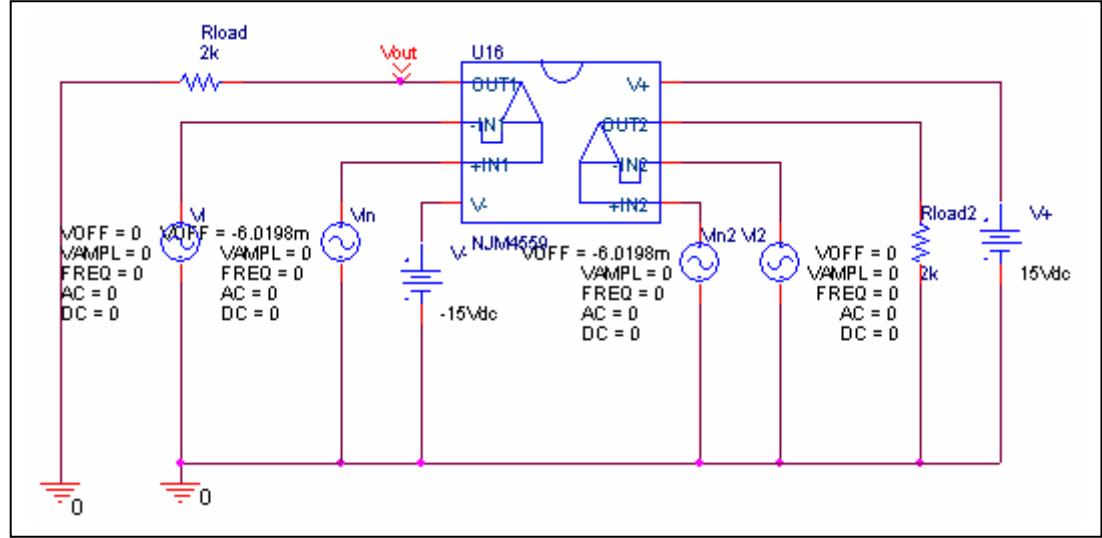 Rload
2k
Vout
U16
OUT1
-IN1
+IN1
V-
V+
OUT2
-IN2
+IN2
NJM4559
VI
VOFF = 0
VAMPL = 0
FREQ = 0
AC = 0
DC = 0
VIn
VOFF = -6.0198m
VAMPL = 0
FREQ = 0
AC = 0
DC = 0
V-
-15Vdc
VIn2
VOFF = -6.0198m
VAMPL = 0
FREQ = 0
AC = 0
DC = 0
VI2
VOFF = 0
VAMPL = 0
FREQ = 0
AC = 0
DC = 0
Rload2
2k
V+
15Vdc
0
0